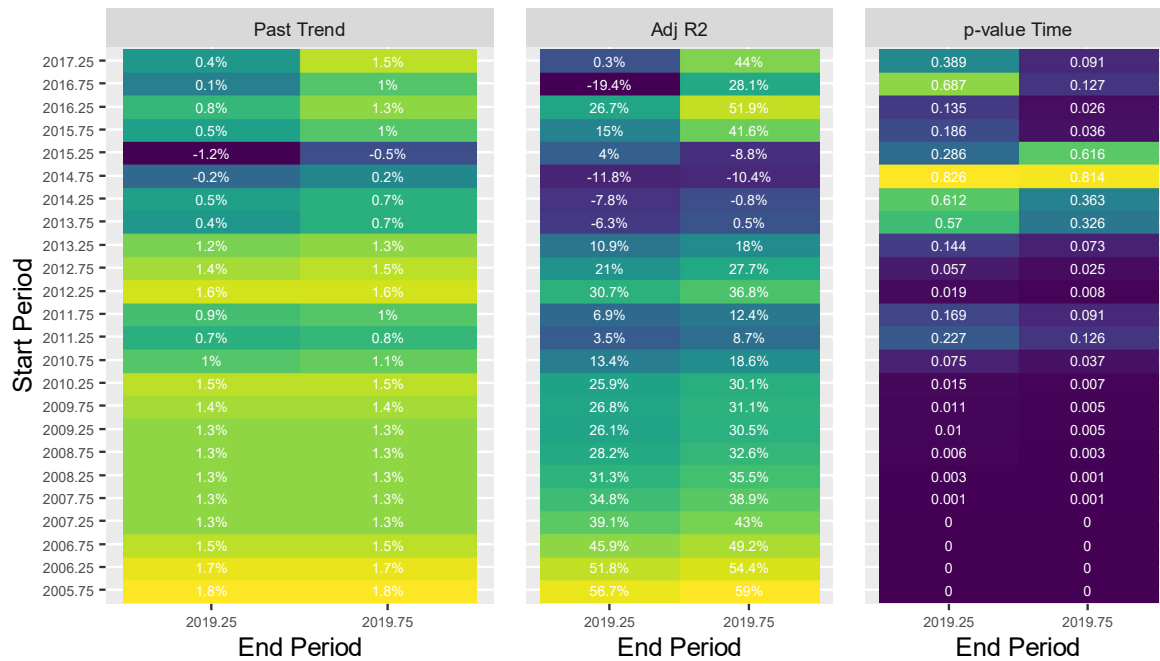 Past Trend Adj R2 p-value Time
2017.25 0.4% 1.5% 0.3% 44% 0.389 0.091
2016.75 0.1% 1% -19.4% 28.1% 0.687 0.127
2016.25 0.8% 1.3% 26.7% 51.9% 0.135 0.026
2015.75 0.5% 1% 15% 41.6% 0.186 0.036
2015.25 -1.2% -0.5% 4% -8.8% 0.286 0.616
2014.75 -0.2% 0.2% -11.8% -10.4% 0.826 0.814
2014.25 0.5% 0.7% -7.8% -0.8% 0.612 0.363
2013.75 0.4% 0.7% -6.3% 0.5% 0.57 0.326
2013.25 1.2% 1.3% 10.9% 18% 0.144 0.073
2012.75 1.4% 1.5% 21% 27.7% 0.057 0.025
2012.25 1.6% 1.6% 30.7% 36.8% 0.019 0.008
2011.75 0.9% 1% 6.9% 12.4% 0.169 0.091
2011.25 0.7% 0.8% 3.5% 8.7% 0.227 0.126
2010.75 1% 1.1% 13.4% 18.6% 0.075 0.037
2010.25 1.5% 1.5% 25.9% 30.1% 0.015 0.007
2009.75 1.4% 1.4% 26.8% 31.1% 0.011 0.005
2009.25 1.3% 1.3% 26.1% 30.5% 0.01 0.005
2008.75 1.3% 1.3% 28.2% 32.6% 0.006 0.003
2008.25 1.3% 1.3% 31.3% 35.5% 0.003 0.001
2007.75 1.3% 1.3% 34.8% 38.9% 0.001 0.001
2007.25 1.3% 1.3% 39.1% 43% 0 0
2006.75 1.5% 1.5% 45.9% 49.2% 0 0
2006.25 1.7% 1.7% 51.8% 54.4% 0 0
2005.75 1.8% 1.8% 56.7% 59% 0 0
Start Period
2019.25 2019.75 2019.25 2019.75 2019.25 2019.75
End Period End Period End Period